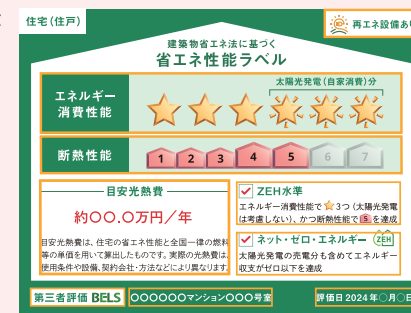 住宅(住戸)
再エネ設備あり
建築物省エネ法に基づく
省エネ性能ラベル
太陽光発電(自家消費)分
エネルギー
消費性能
断熱性能
1 2 3 4 5 6 7
目安光熱費
約〇〇.〇万円/年
目安光熱費は、住宅の省エネ性能と全国一律の燃料
等の単価を用いて算出したものです。実際の光熱費は、
使用条件や設備、契約会社・方法などにより異なります。
ZEH水準
エネルギー消費性能で★3つ(太陽光発電
は考慮しない)、かつ断熱性能で5を達成
ネット・ゼロ・エネルギー ZEH
太陽光発電の売電分も含めてエネルギー
収支がゼロ以下を達成
第三者評価 BELS
〇〇〇〇〇〇マンション〇〇〇号室
評価日 2024年〇月〇日